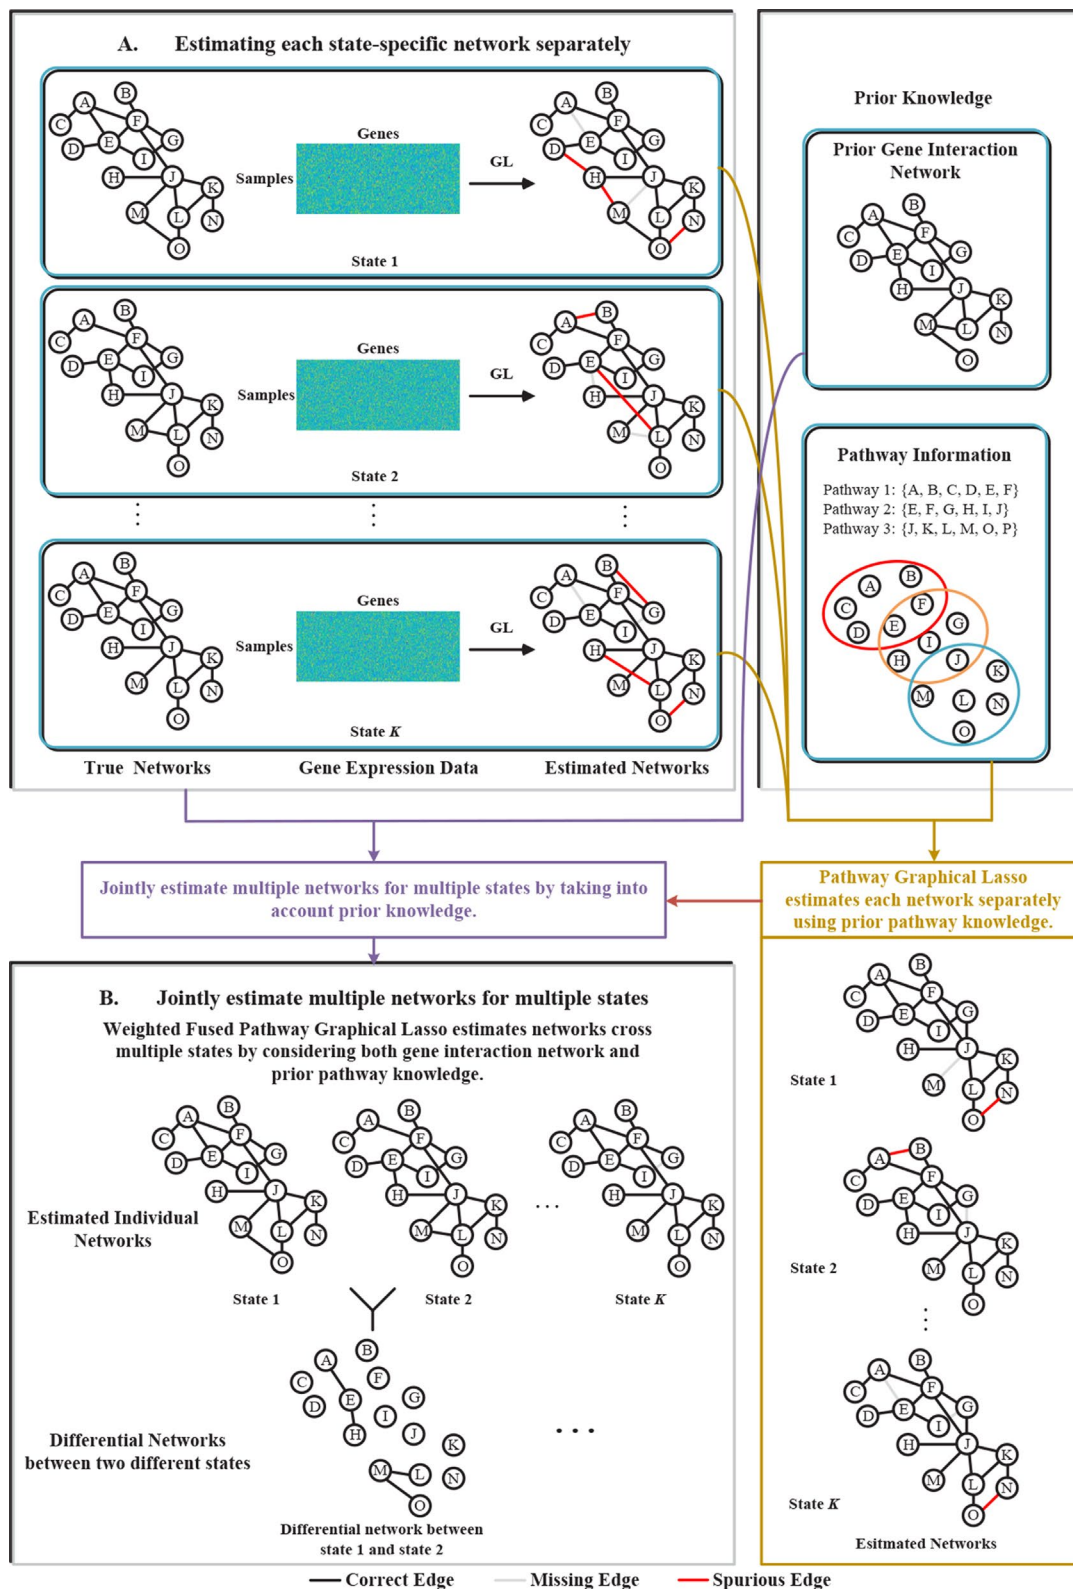 A. Estimating each state-specific network separately
A
B
C
D
E
F
G
H
I
J
K
L
M
N
O
Genes
Samples
GL
State 1
A
B
C
D
E
F
G
H
I
J
K
L
M
N
O
A
B
C
D
E
F
G
H
I
J
K
L
M
N
O
Genes
Samples
GL
State 2
A
B
C
D
E
F
G
H
I
J
K
L
M
N
O
A
B
C
D
E
F
G
H
I
J
K
L
M
N
O
Genes
Samples
GL
State K
A
B
C
D
E
F
G
H
I
J
K
L
M
N
O
True Networks
Gene Expression Data
Estimated Networks
Prior Knowledge
Prior Gene Interaction
Network
A
B
C
D
E
F
G
H
I
J
K
L
M
N
O
Pathway Information
Pathway 1: {A, B, C, D, E, F}
Pathway 2: {E, F, G, H, I, J}
Pathway 3: {J, K, L, M, O, P}
A
B
C
D
E
F
G
H
I
J
K
L
M
N
O
Jointly estimate multiple networks for multiple states by taking into
account prior knowledge.
Pathway Graphical Lasso
estimates each network separately
using prior pathway knowledge.
B. Jointly estimate multiple networks for multiple states
Weighted Fused Pathway Graphical Lasso estimates networks cross
multiple states by considering both gene interaction network and
prior pathway knowledge.
Estimated Individual
Networks
A
B
C
D
E
F
G
H
I
J
K
L
M
N
O
State 1
A
B
C
D
E
F
G
H
I
J
K
L
M
N
O
State 2
...
A
B
C
D
E
F
G
H
I
J
K
L
M
N
O
State K
Differential Networks
between two different states
A
B
C
D
E
F
G
H
I
J
K
L
M
N
O
...
Differential network between
state 1 and state 2
State 1
A
B
C
D
E
F
G
H
I
J
K
L
M
N
O
State 2
A
B
C
D
E
F
G
H
I
J
K
L
M
N
O
State K
A
B
C
D
E
F
G
H
I
J
K
L
M
N
O
Esitmated Networks
Correct Edge
Missing Edge
Spurious Edge